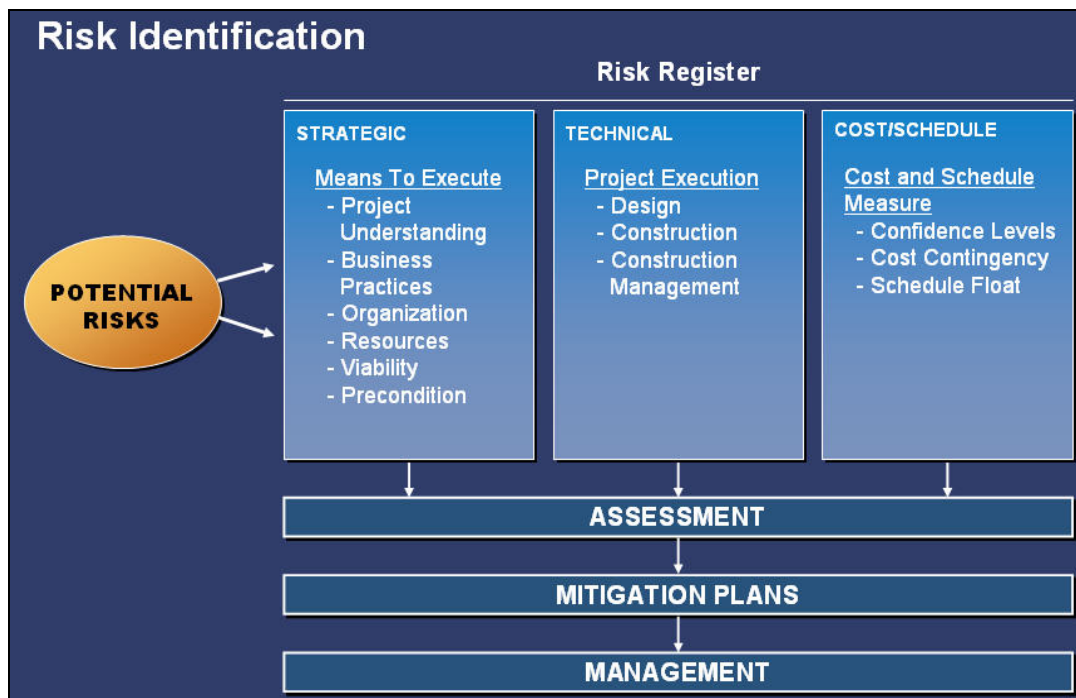 Risk Identification
Risk Register
POTENTIAL
RISKS
STRATEGIC
Means To Execute
- Project
Understanding
- Business
Practices
- Organization
- Resources
- Viability
- Precondition
TECHNICAL
Project Execution
- Design
- Construction
- Construction
Management
COST/SCHEDULE
Cost and Schedule
Measure
- Confidence Levels
- Cost Contingency
- Schedule Float
ASSESSMENT
MITIGATION PLANS
MANAGEMENT